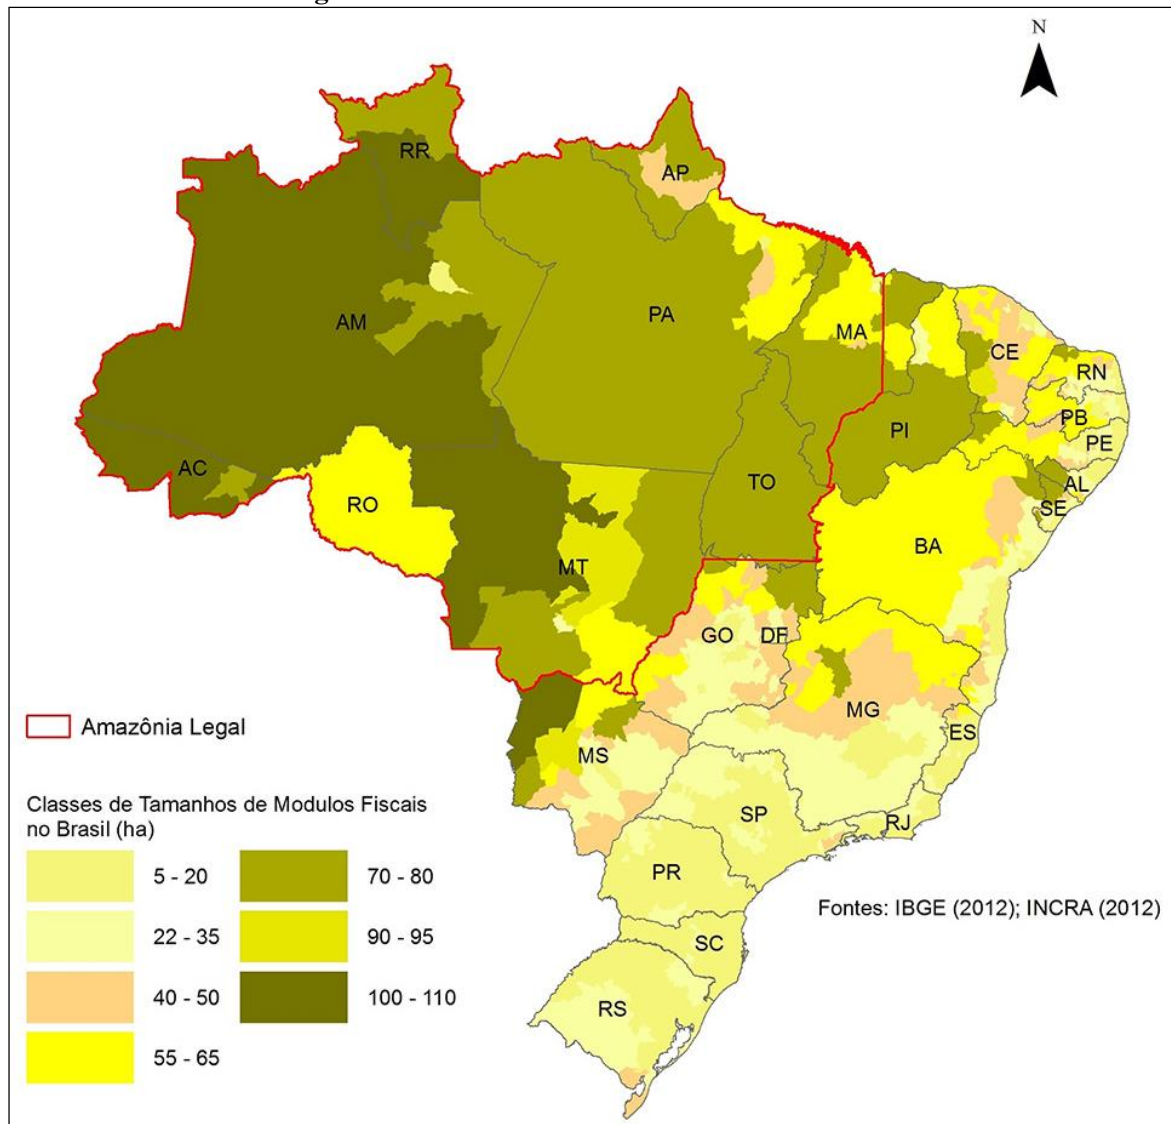 N
RR
AP
AM
PA
MA
CE
RN
PB
PE
PI
AC
TO
AL
SE
RO
BA
MT
GO
DF
MG
ES
MS
SP
RJ
PR
SC
RS
Amazônia Legal
Classes de Tamanhos de Modulos Fiscais
no Brasil (ha)
5 - 20
70 - 80
22 - 35
90 - 95
40 - 50
100 - 110
55 - 65
Fontes: IBGE (2012); INCRA (2012)